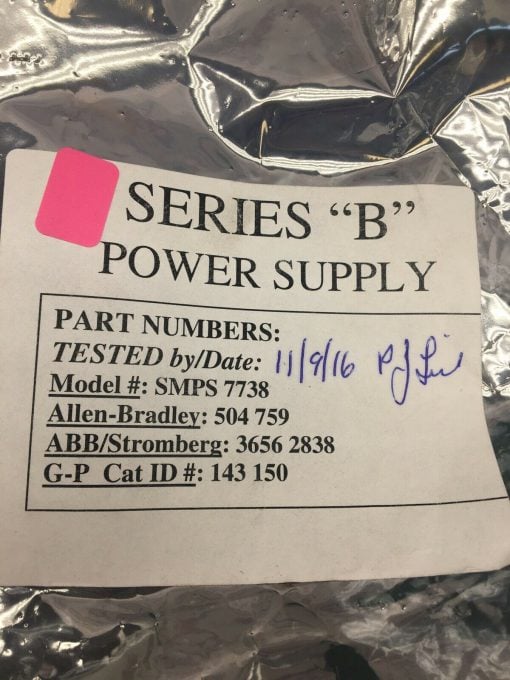 SERIES “B”
POWER SUPPLY
PART NUMBERS:
TESTED by/Date: 11/9/16
Model #: SMPS 7738
Allen-Bradley: 504 759
ABB/Stromberg: 3656 2838
G-P Cat ID #: 143 150